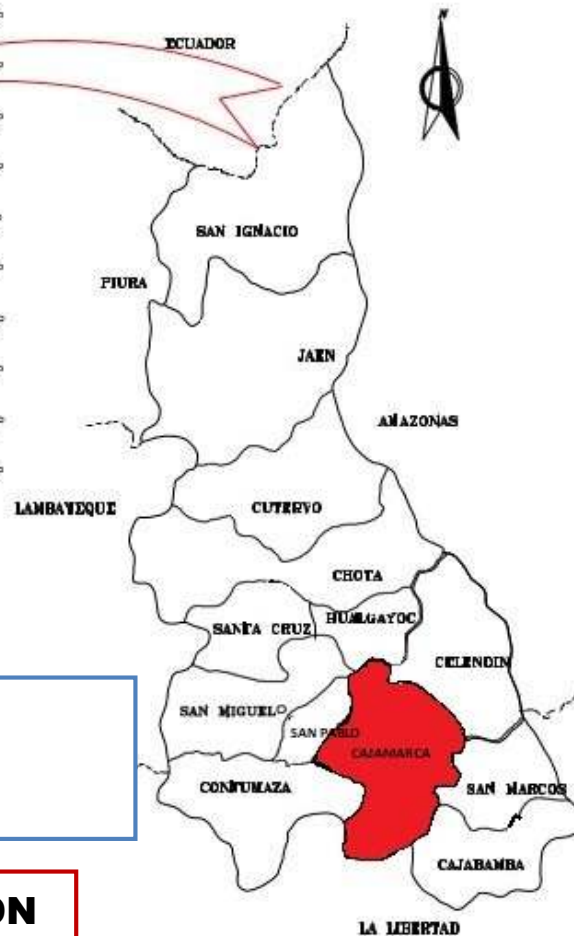 N
ECUADOR
SAN IGNACIO
PIURA
JAEN
AMAZONAS
LAMBAYEQUE
CUTERVO
CHOTA
HUALGAYOC
SANTA CRUZ
CELENDIN
SAN MIGUEL
SAN PABLO
CAJAMARCA
CONTUMAZA
SAN MARCOS
CAJABAMBA
ON
LA LIBERTAD